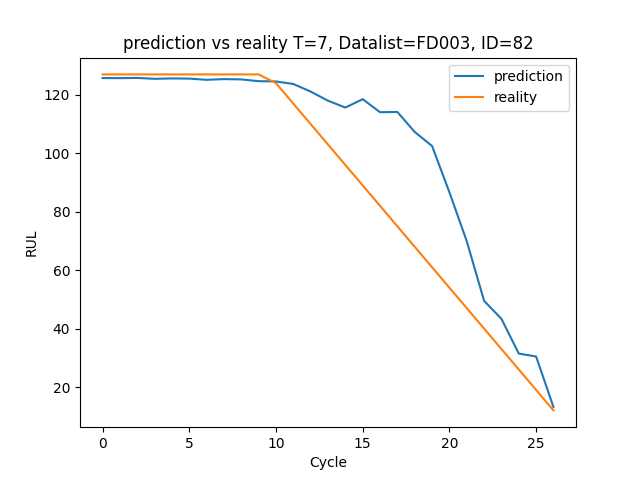 prediction vs reality T=7, Datalist=FD003, ID=82
prediction
reality
120
100
80
60
40
20
RUL
0 5 10 15 20 25
Cycle